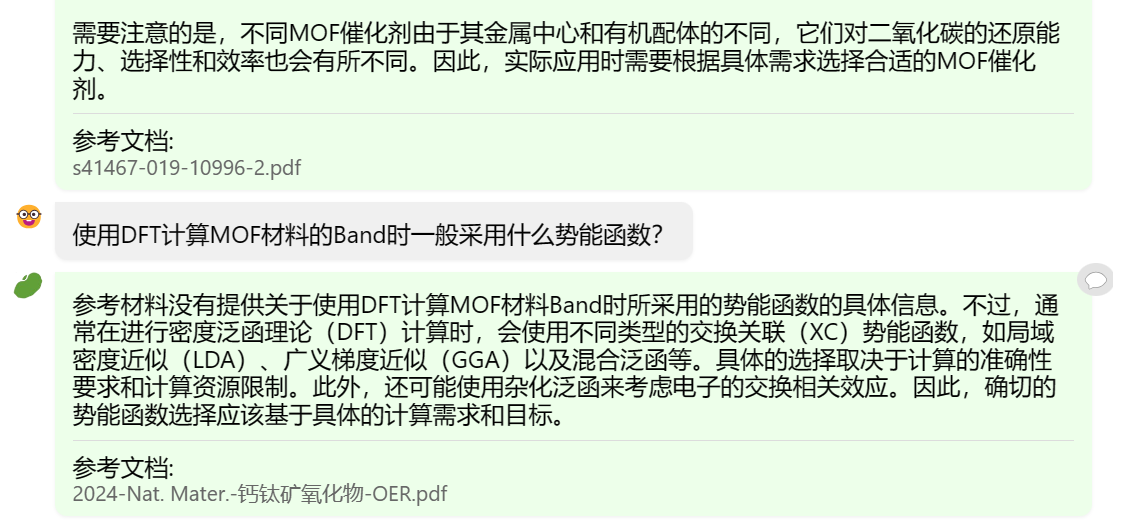 需要注意的是，不同MOF催化剂由于其金属中心和有机配体的不同，它们对二氧化碳的还原能
力、选择性和效率也会有所不同。因此，实际应用时需要根据具体需求选择合适的MOF催化
剂。
参考文档:
s41467-019-10996-2.pdf
使用DFT计算MOF材料的Band时一般采用什么势能函数？
参考材料没有提供关于使用DFT计算MOF材料Band时所采用的势能函数的具体信息。不过，通
常在进行密度泛函理论（DFT）计算时，会使用不同类型的交换关联（XC）势能函数，如局域
密度近似（LDA）、广义梯度近似（GGA）以及混合泛函等。具体的选择取决于计算的准确性
要求和计算资源限制。此外，还可能使用杂化泛函来考虑电子的交换相关效应。因此，确切的
势能函数选择应该基于具体的计算需求和目标。
参考文档:
2024-Nat. Mater.-钙钛矿氧化物-OER.pdf